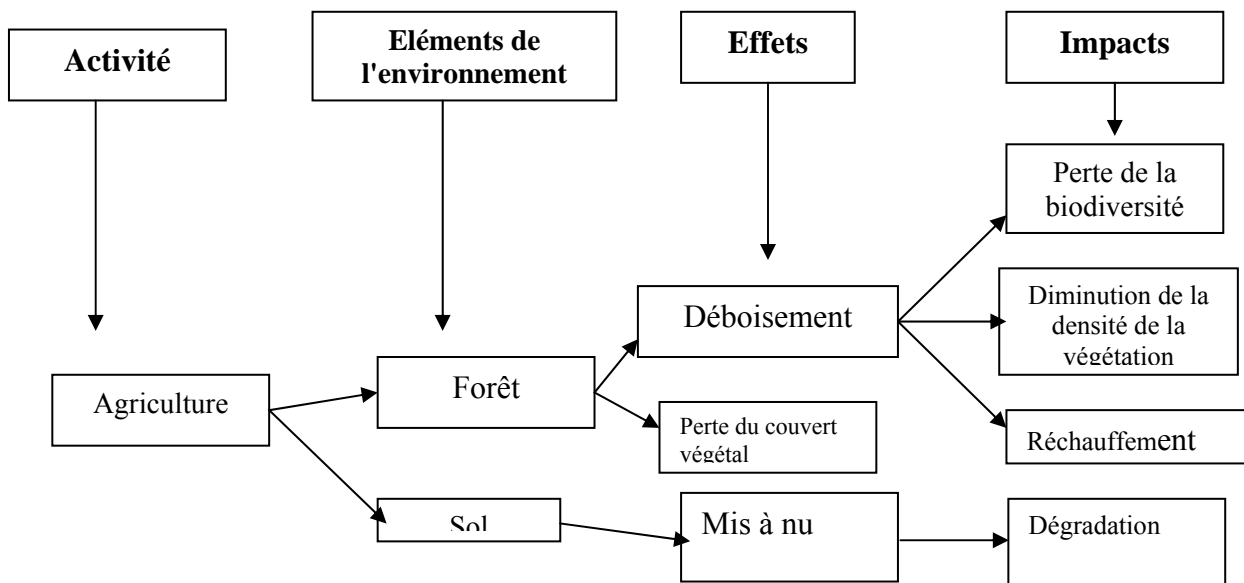 Activité
Eléments de
l'environnement
Effets
Impacts
Perte de la
biodiversité
Déboisement
Diminution de la
densité de la
végétation
Agriculture
Forêt
Perte du couvert
végétal
Réchauffement
Sol
Mis à nu
Dégradation